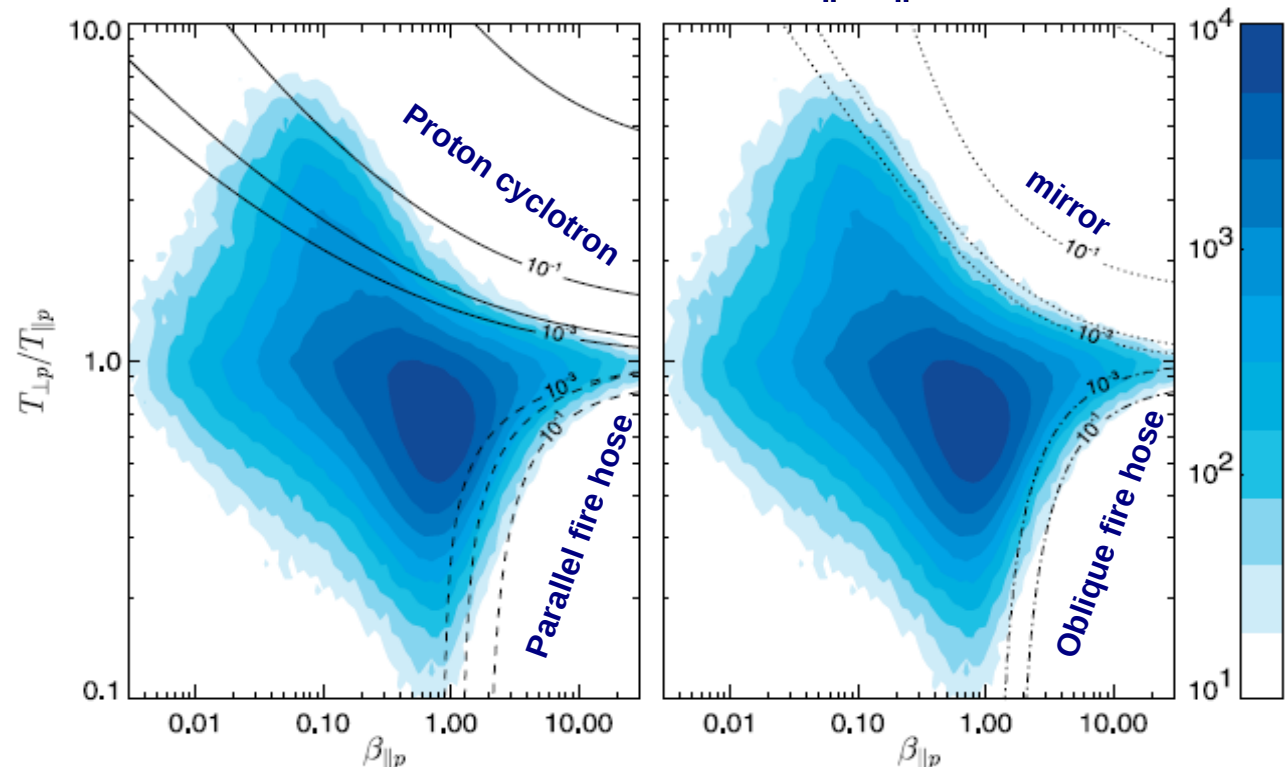 10.0
1.0
0.1
T⊥p/T∥p
Proton cyclotron
10⁻¹
10⁻³
10⁻³
10⁻¹
Parallel fire hose
0.01 0.10 1.00 10.00
β∥p
mirror
10⁻¹
10⁻³
10⁻³
10⁻¹
Oblique fire hose
0.01 0.10 1.00 10.00
β∥p
10⁴
10³
10²
10¹